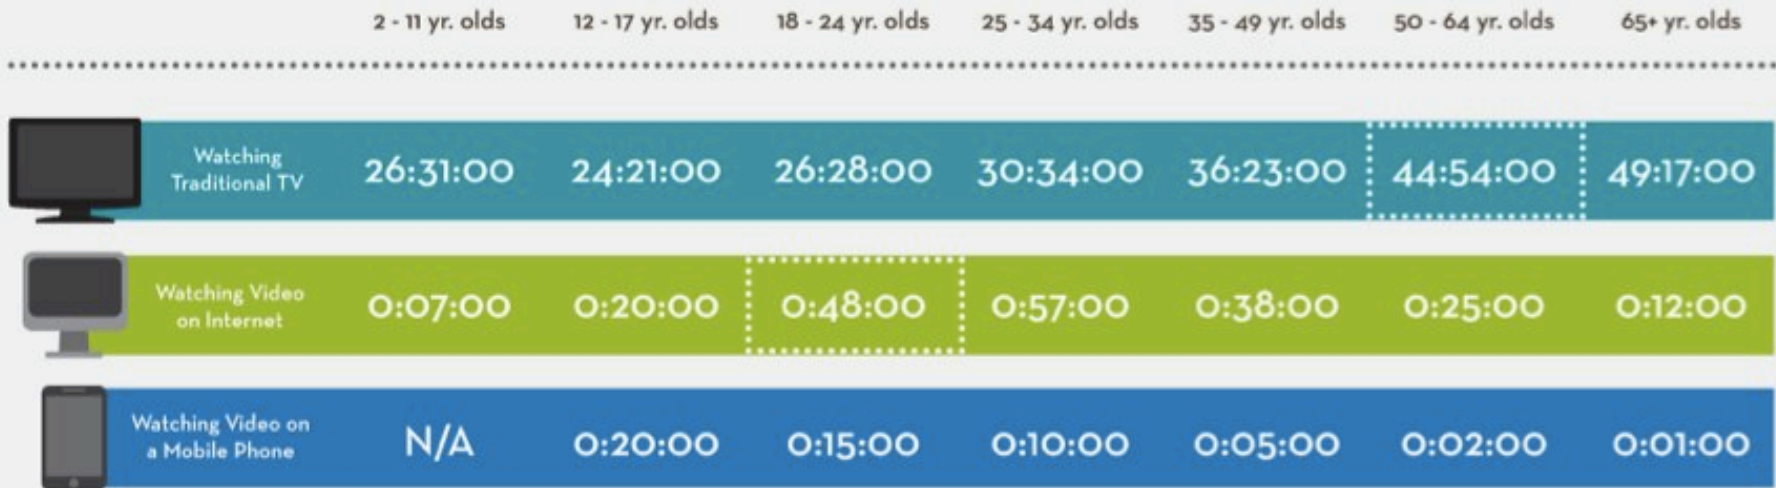 2 - 11 yr. olds 12 - 17 yr. olds 18 - 24 yr. olds 25 - 34 yr. olds 35 - 49 yr. olds 50 - 64 yr. olds 65+ yr. olds
Watching
Traditional TV 26:31:00 24:21:00 26:28:00 30:34:00 36:23:00 44:54:00 49:17:00
Watching Video
on Internet 0:07:00 0:20:00 0:48:00 0:57:00 0:38:00 0:25:00 0:12:00
Watching Video on
a Mobile Phone N/A 0:20:00 0:15:00 0:10:00 0:05:00 0:02:00 0:01:00